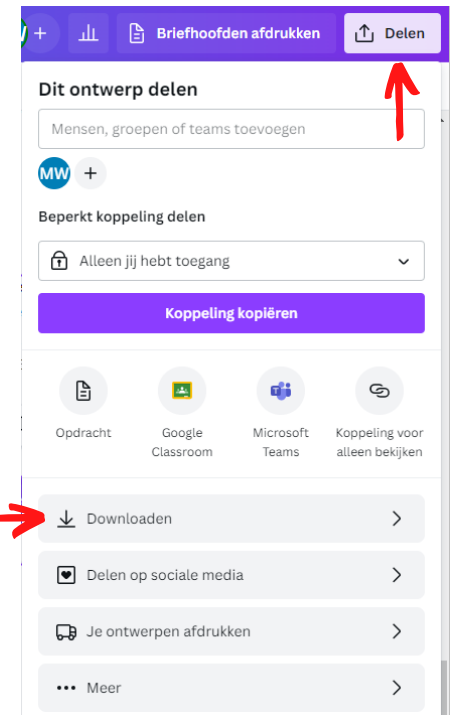 +
Briefhoofden afdrukken
Delen
Dit ontwerp delen
Mensen, groepen of teams toevoegen
MW +
Beperkt koppeling delen
Alleen jij hebt toegang
Koppeling kopiëren
Opdracht
Google
Classroom
Microsoft
Teams
Koppeling voor
alleen bekijken
Downloaden
Delen op sociale media
Je ontwerpen afdrukken
Meer